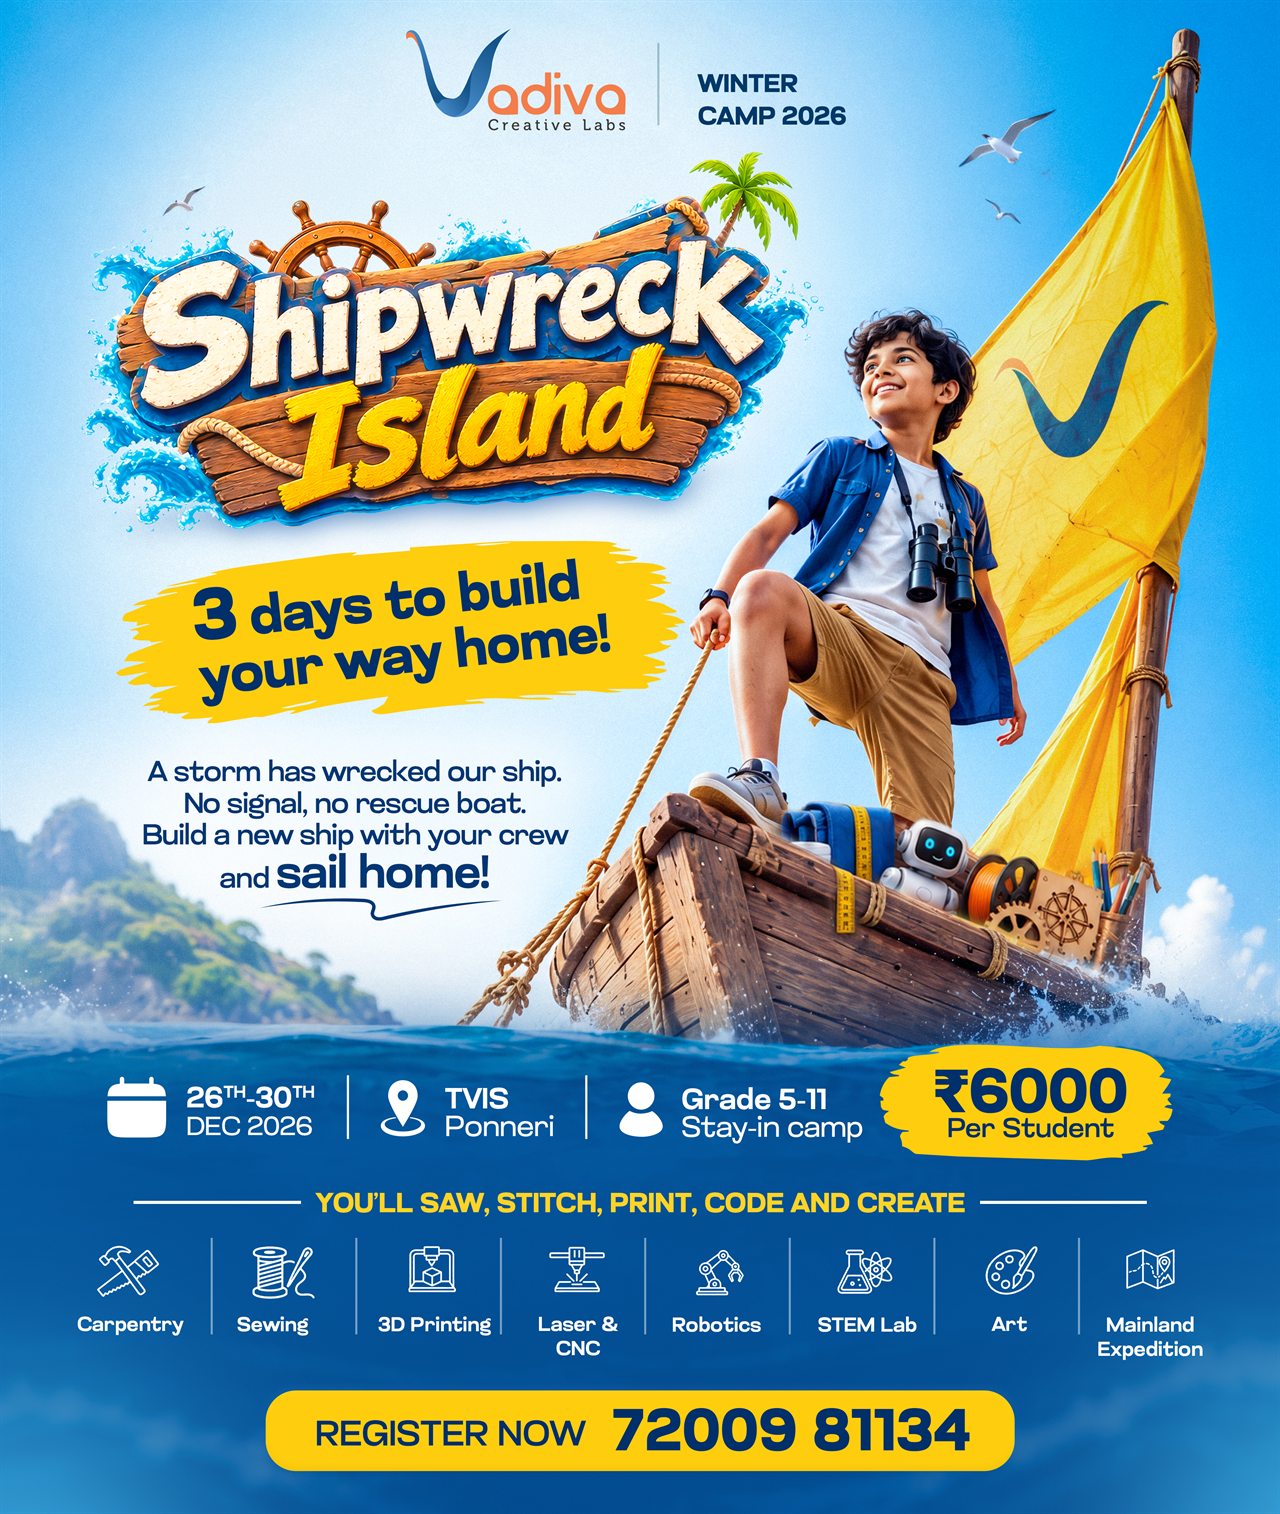 Vadiva
Creative Labs
WINTER
CAMP 2026
Shipwreck
Island
3 days to build
your way home!
A storm has wrecked our ship.
No signal, no rescue boat.
Build a new ship with your crew
and sail home!
26TH-30TH
DEC 2026
TVIS
Ponneri
Grade 5-11
Stay-in camp
₹6000
Per Student
YOU'LL SAW, STITCH, PRINT, CODE AND CREATE
Carpentry
Sewing
3D Printing
Laser &
CNC
Robotics
STEM Lab
Art
Mainland
Expedition
REGISTER NOW 72009 81134